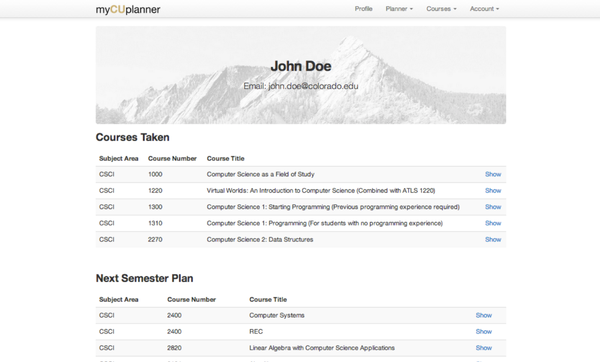 myCUplanner Profile Planner Courses Account
John Doe
Email: john.doe@colorado.edu
Courses Taken
Subject Area Course Number Course Title
CSCI 1000 Computer Science as a Field of Study Show
CSCI 1220 Virtual Worlds: An Introduction to Computer Science (Combined with ATLS 1220) Show
CSCI 1300 Computer Science 1: Starting Programming (Previous programming experience required) Show
CSCI 1310 Computer Science 1: Programming (For students with no programming experience) Show
CSCI 2270 Computer Science 2: Data Structures Show
Next Semester Plan
Subject Area Course Number Course Title
CSCI 2400 Computer Systems Show
CSCI 2400 REC Show
CSCI 2820 Linear Algebra with Computer Science Applications Show